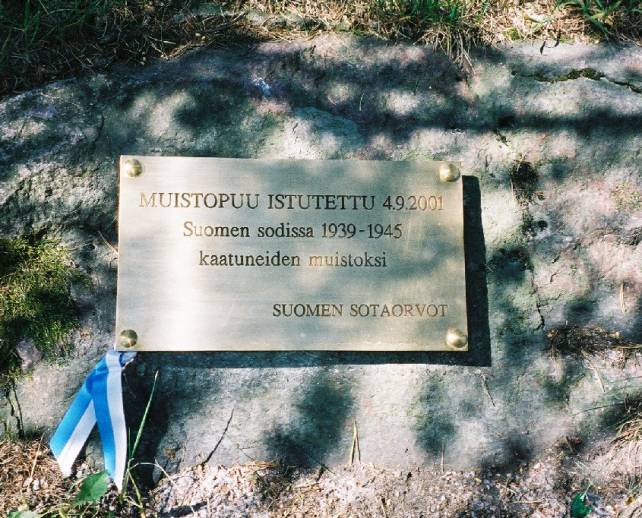 MUISTOPUU ISTUTETTU 4.9.2001
Suomen sodissa 1939-1945
kaatuneiden muistoksi
SUOMEN SOTAORVOT